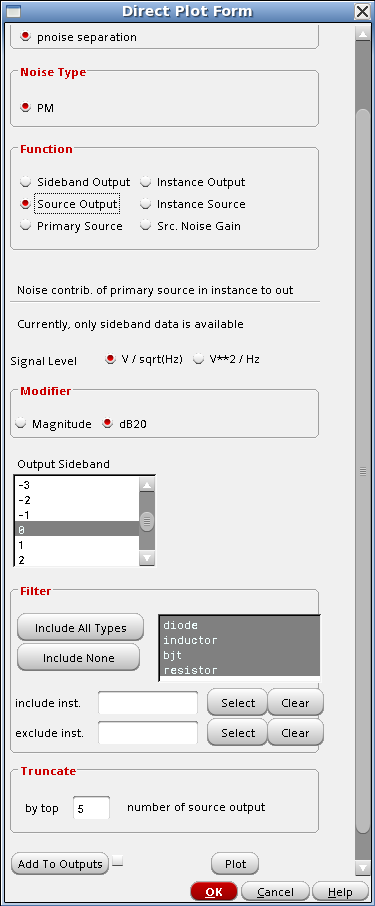 Direct Plot Form
pnoise separation
Noise Type
PM
Function
Sideband Output Instance Output
Source Output Instance Source
Primary Source Src. Noise Gain
Noise contrib. of primary source in instance to out
Currently, only sideband data is available
Signal Level V / sqrt(Hz) V**2 / Hz
Modifier
Magnitude dB20
Output Sideband
-3
-2
-1
0
1
2
Filter
Include All Types
Include None
diode
inductor
bjt
resistor
include inst. Select Clear
exclude inst. Select Clear
Truncate
by top 5 number of source output
Add To Outputs Plot
OK Cancel Help